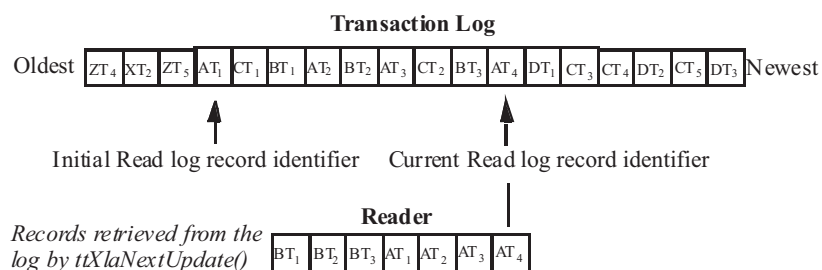 Transaction Log
Oldest ZT4 XT2 ZT5 AT1 CT1 BT1 AT2 BT2 AT3 CT2 BT3 AT4 DT1 CT3 CT4 DT2 CT5 DT3 Newest
Initial Read log record identifier Current Read log record identifier
Reader
Records retrieved from the
log by ttXlaNextUpdate() BT1 BT2 BT3 AT1 AT2 AT3 AT4